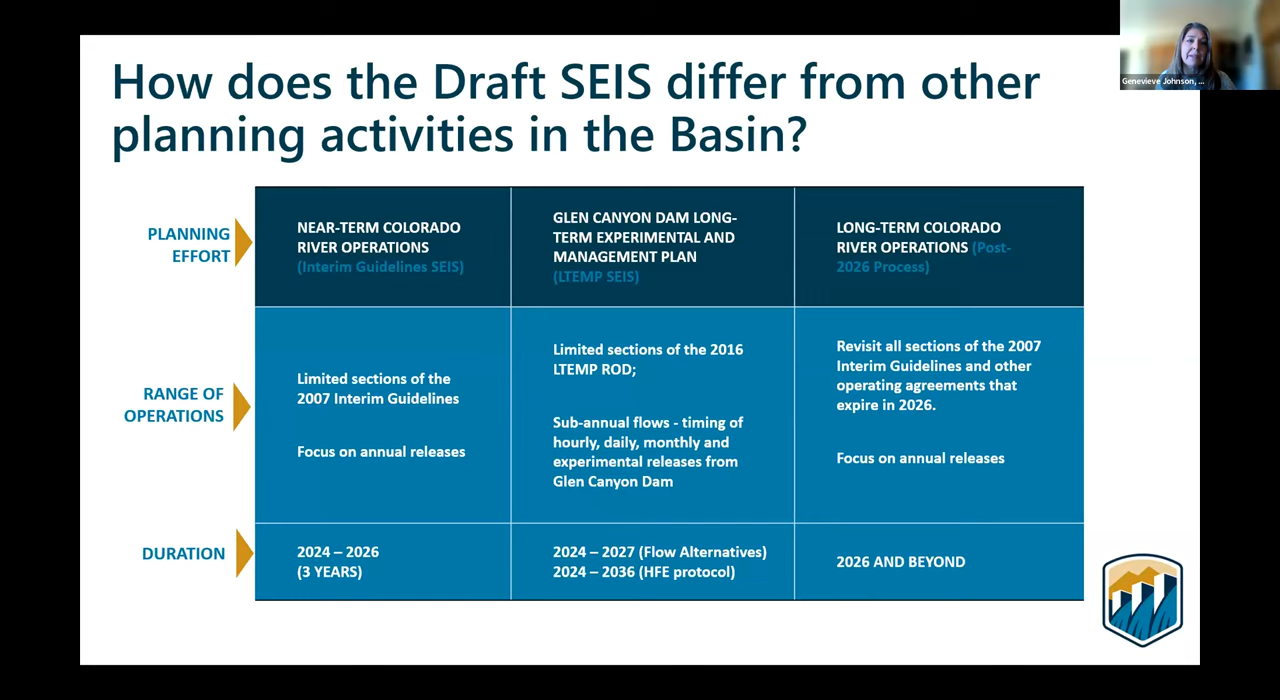 How does the Draft SEIS differ from other
planning activities in the Basin?
Genevieve Johnson, ...
PLANNING
EFFORT
NEAR-TERM COLORADO
RIVER OPERATIONS
(Interim Guidelines SEIS)
GLEN CANYON DAM LONG-
TERM EXPERIMENTAL AND
MANAGEMENT PLAN
(LTEMP SEIS)
LONG-TERM COLORADO
RIVER OPERATIONS (Post-
2026 Process)
RANGE OF
OPERATIONS
Limited sections of the
2007 Interim Guidelines
Focus on annual releases
Limited sections of the 2016
LTEMP ROD;
Sub-annual flows - timing of
hourly, daily, monthly and
experimental releases from
Glen Canyon Dam
Revisit all sections of the 2007
Interim Guidelines and other
operating agreements that
expire in 2026.
Focus on annual releases
DURATION
2024 – 2026
(3 YEARS)
2024 – 2027 (Flow Alternatives)
2024 – 2036 (HFE protocol)
2026 AND BEYOND